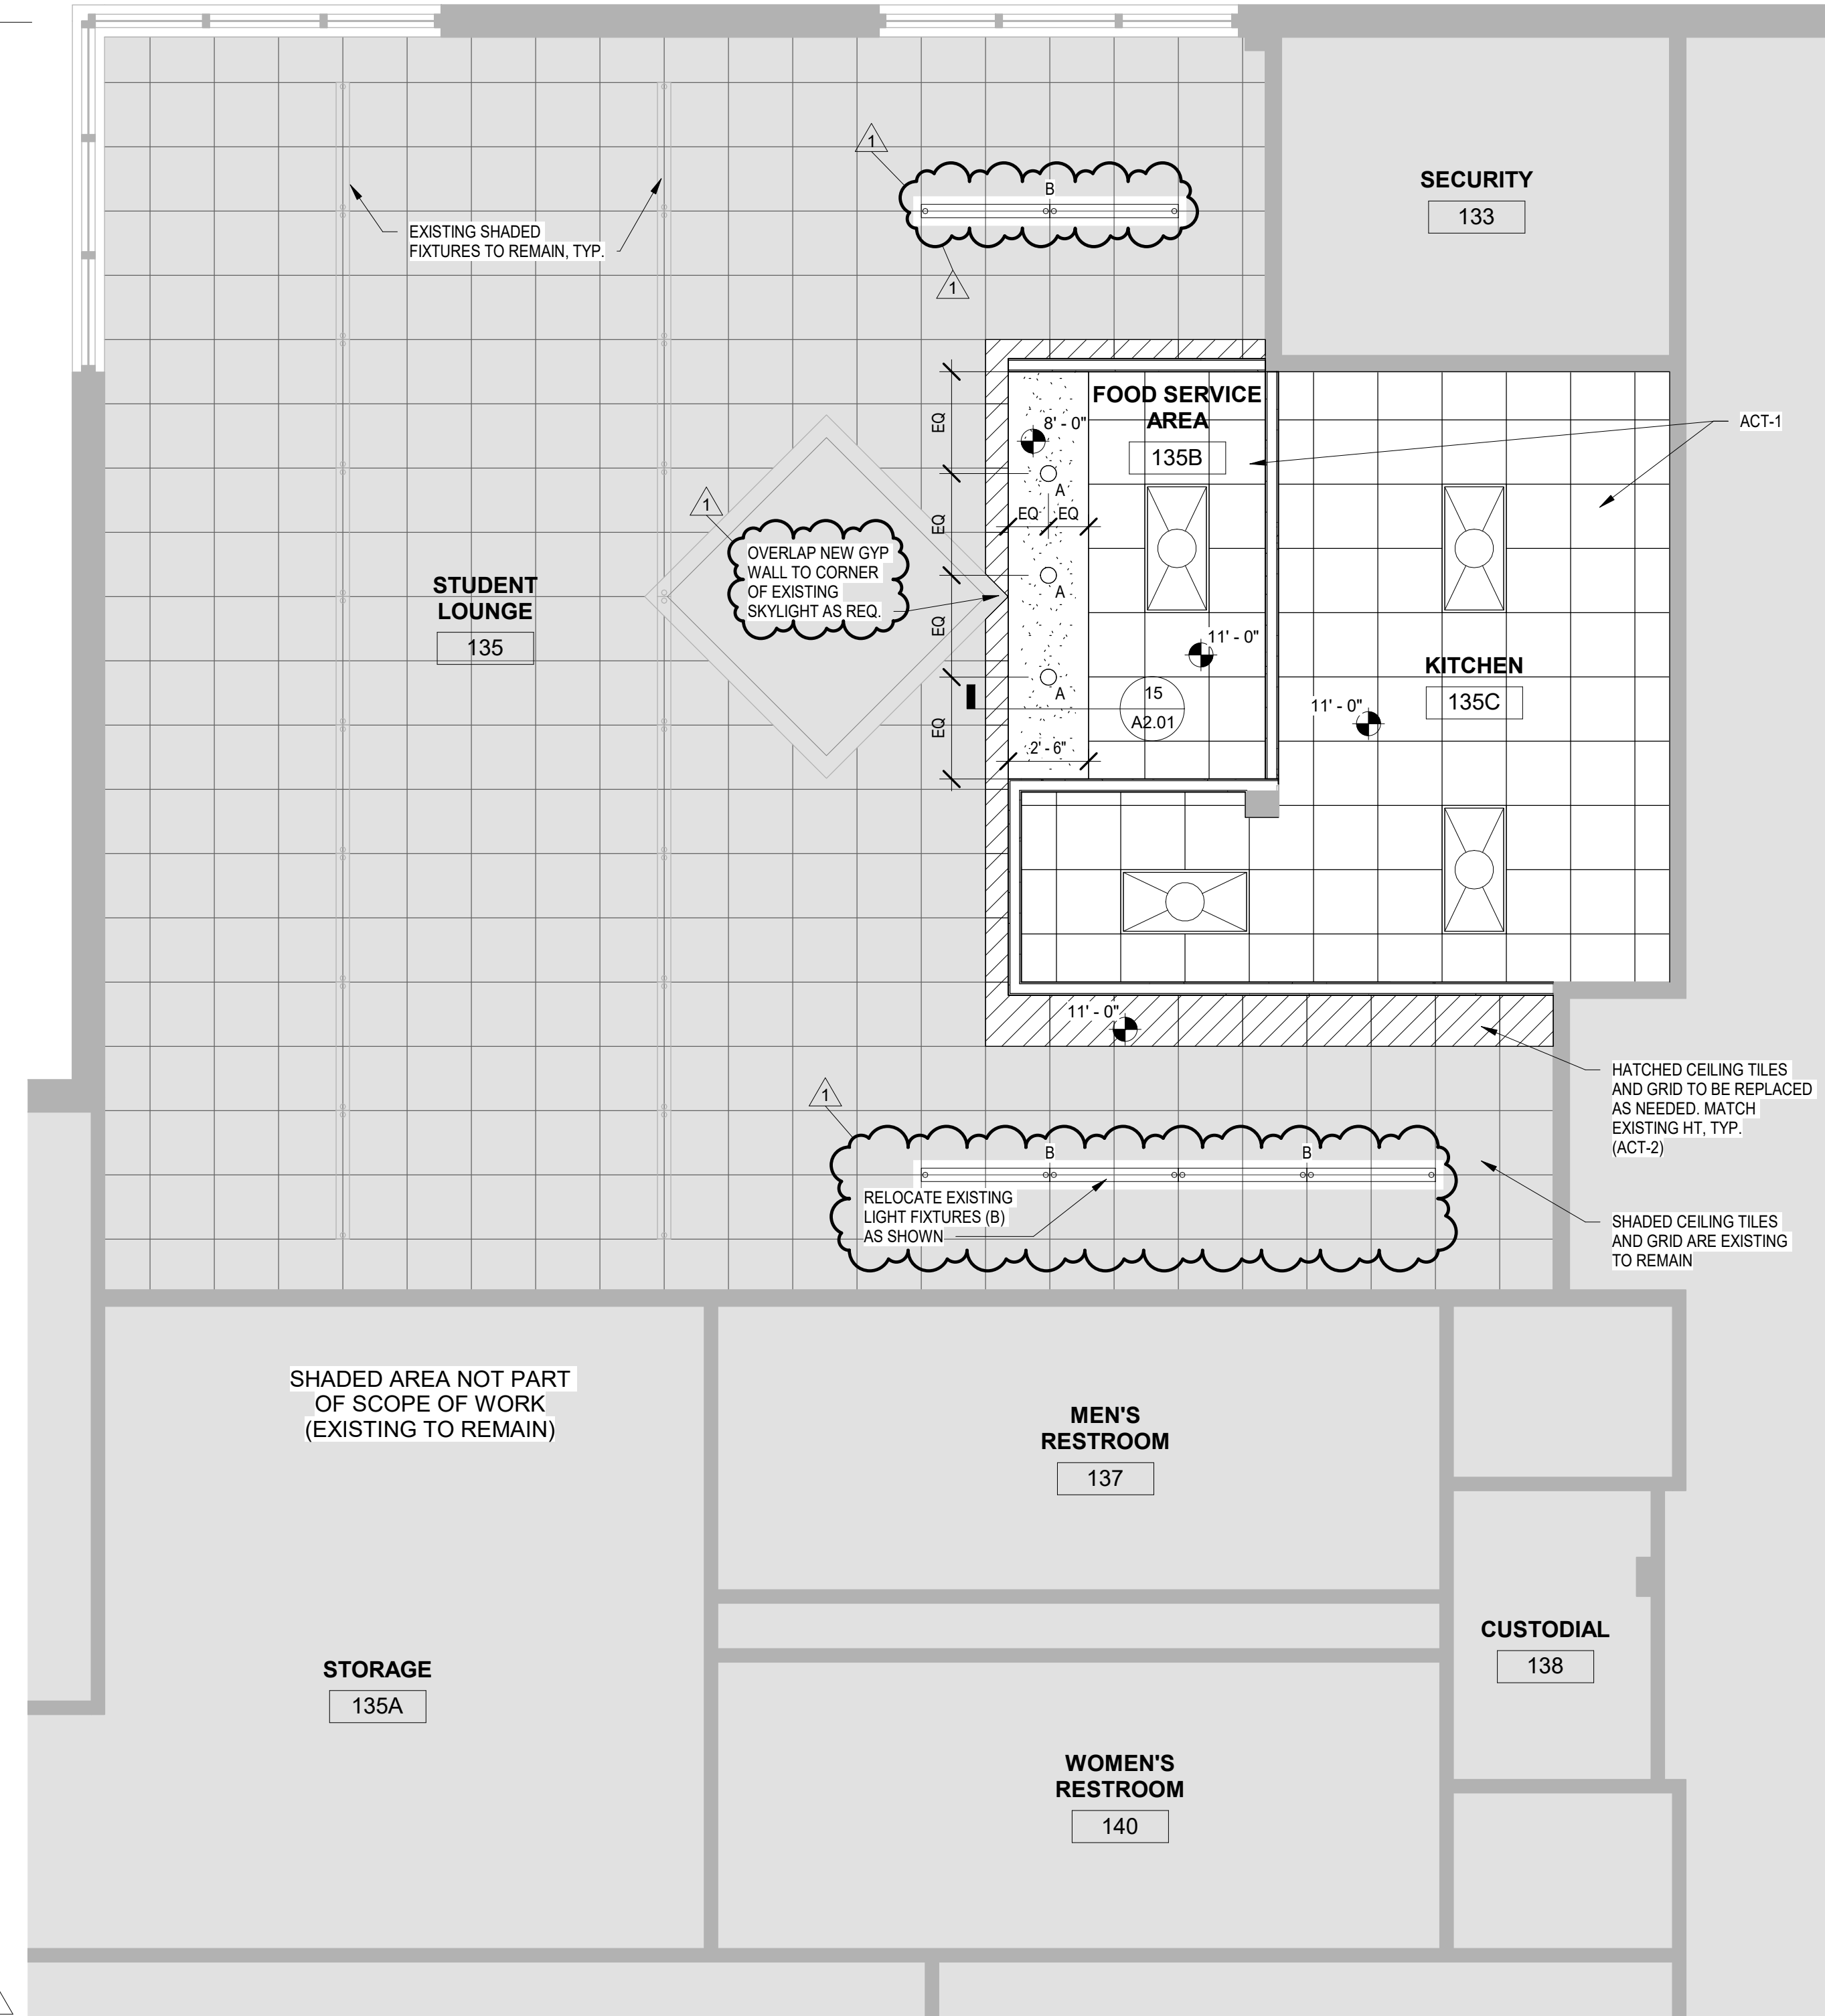 1
B
SECURITY
133
EXISTING SHADED
FIXTURES TO REMAIN, TYP.
1
FOOD SERVICE
AREA
135B
8' - 0"
EQ
ACT-1
A
EQ
EQ
1
EQ
OVERLAP NEW GYP
WALL TO CORNER
OF EXISTING
SKYLIGHT AS REQ.
STUDENT
LOUNGE
135
A
EQ
11' - 0"
KITCHEN
135C
11' - 0"
A
15
A2.01
EQ
2' - 6"
11' - 0"
HATCHED CEILING TILES
AND GRID TO BE REPLACED
AS NEEDED. MATCH
EXISTING HT, TYP.
(ACT-2)
1
B
B
RELOCATE EXISTING
LIGHT FIXTURES (B)
AS SHOWN
SHADED CEILING TILES
AND GRID ARE EXISTING
TO REMAIN
SHADED AREA NOT PART
OF SCOPE OF WORK
(EXISTING TO REMAIN)
MEN'S
RESTROOM
137
CUSTODIAL
138
STORAGE
135A
WOMEN'S
RESTROOM
140